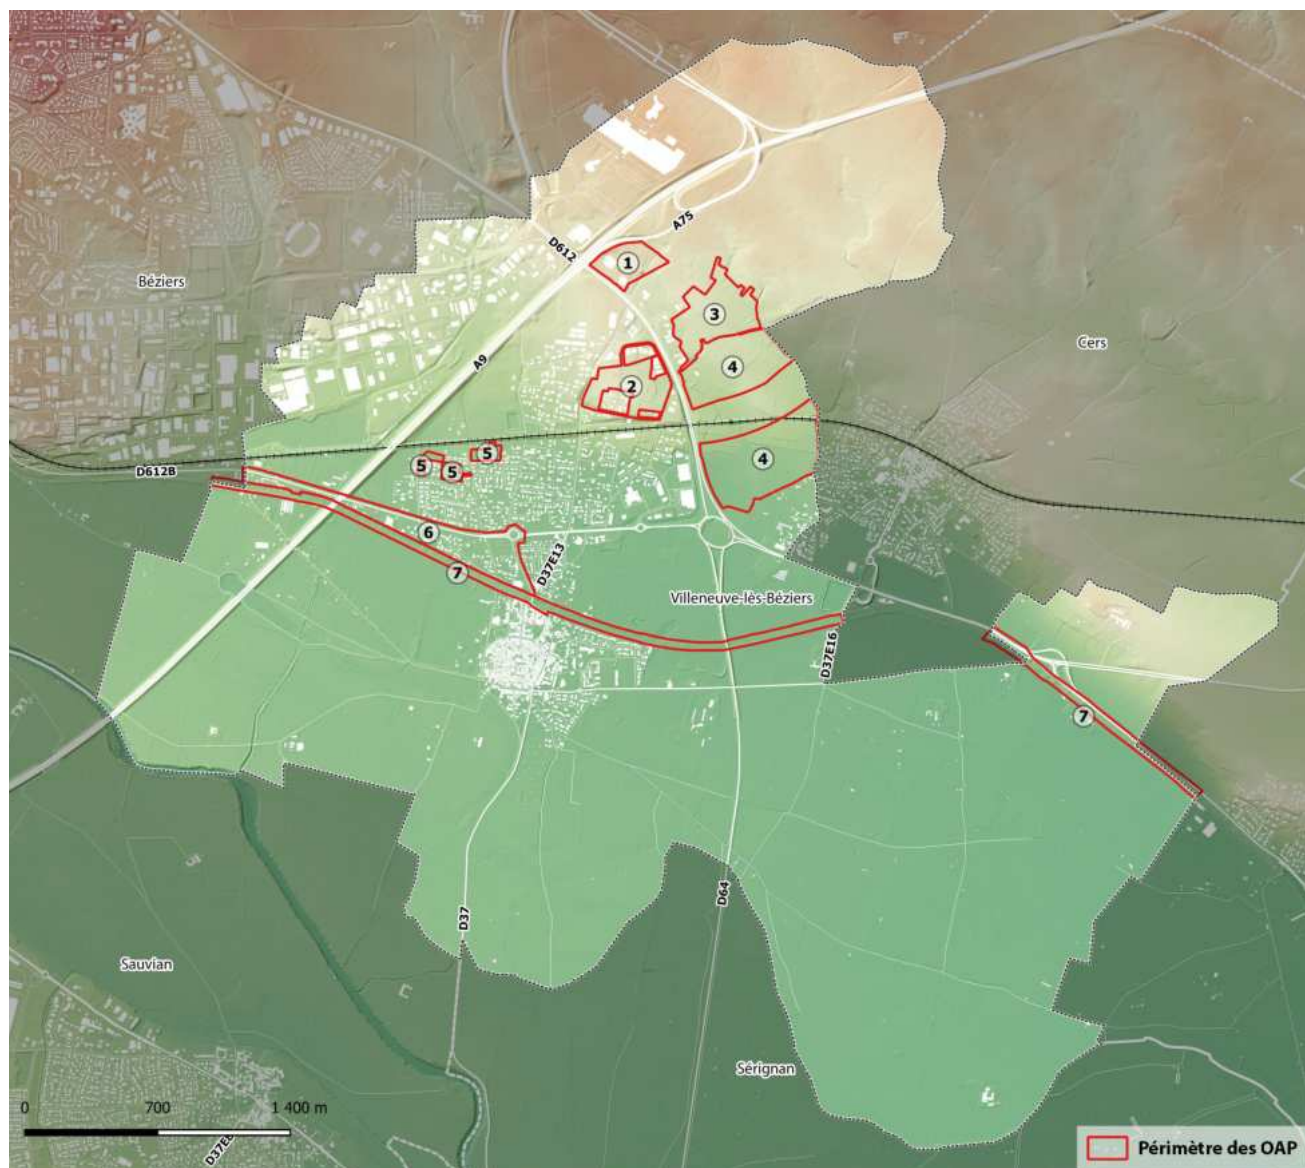 A75
D612
1
Béziers
3
Cers
A9
4
2
5
5
5
4
D612B
6
D37E13
7
Villeneuve-lès-Béziers
D37E16
7
D64
D37
Sauvian
Sérignan
0 700 1 400 m
Périmètre des OAP